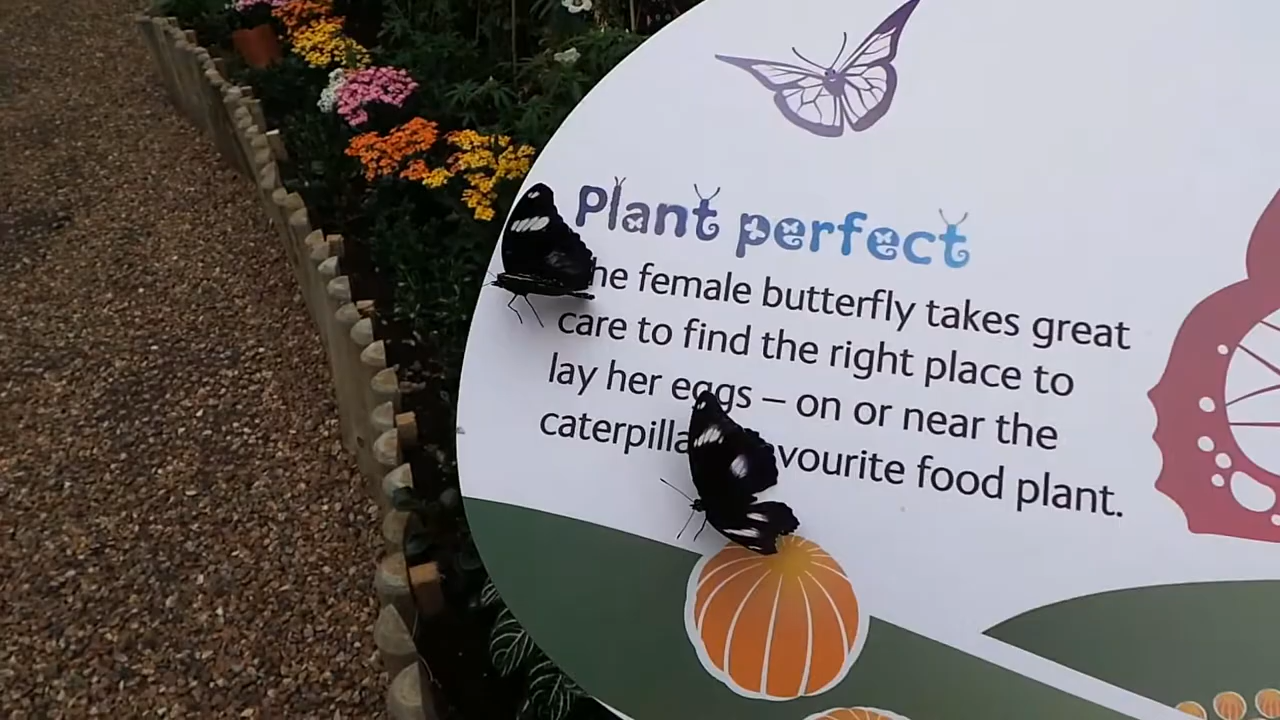 Plant perfect
he female butterfly takes great
care to find the right place to
lay her eggs – on or near the
caterpilla vourite food plant.